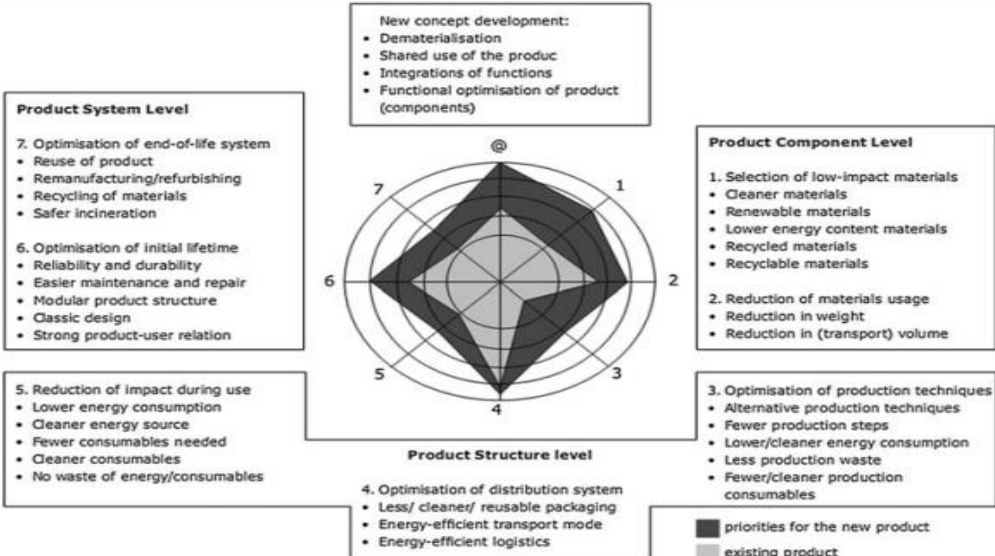 New concept development:
• Dematerialisation
• Shared use of the produc
• Integrations of functions
• Functional optimisation of product
(components)
Product System Level
7. Optimisation of end-of-life system
• Reuse of product
• Remanufacturing/refurbishing
• Recycling of materials
• Safer incineration
6. Optimisation of initial lifetime
• Reliability and durability
• Easier maintenance and repair
• Modular product structure
• Classic design
• Strong product-user relation
5. Reduction of impact during use
• Lower energy consumption
• Cleaner energy source
• Fewer consumables needed
• Cleaner consumables
• No waste of energy/consumables
@
1
2
3
4
5
6
7
Product Component Level
1. Selection of low-impact materials
• Cleaner materials
• Renewable materials
• Lower energy content materials
• Recycled materials
• Recyclable materials
2. Reduction of materials usage
• Reduction in weight
• Reduction in (transport) volume
3. Optimisation of production techniques
• Alternative production techniques
• Fewer production steps
• Lower/cleaner energy consumption
• Less production waste
• Fewer/cleaner production
consumables
Product Structure level
4. Optimisation of distribution system
• Less/ cleaner/ reusable packaging
• Energy-efficient transport mode
• Energy-efficient logistics
priorities for the new product
existing product